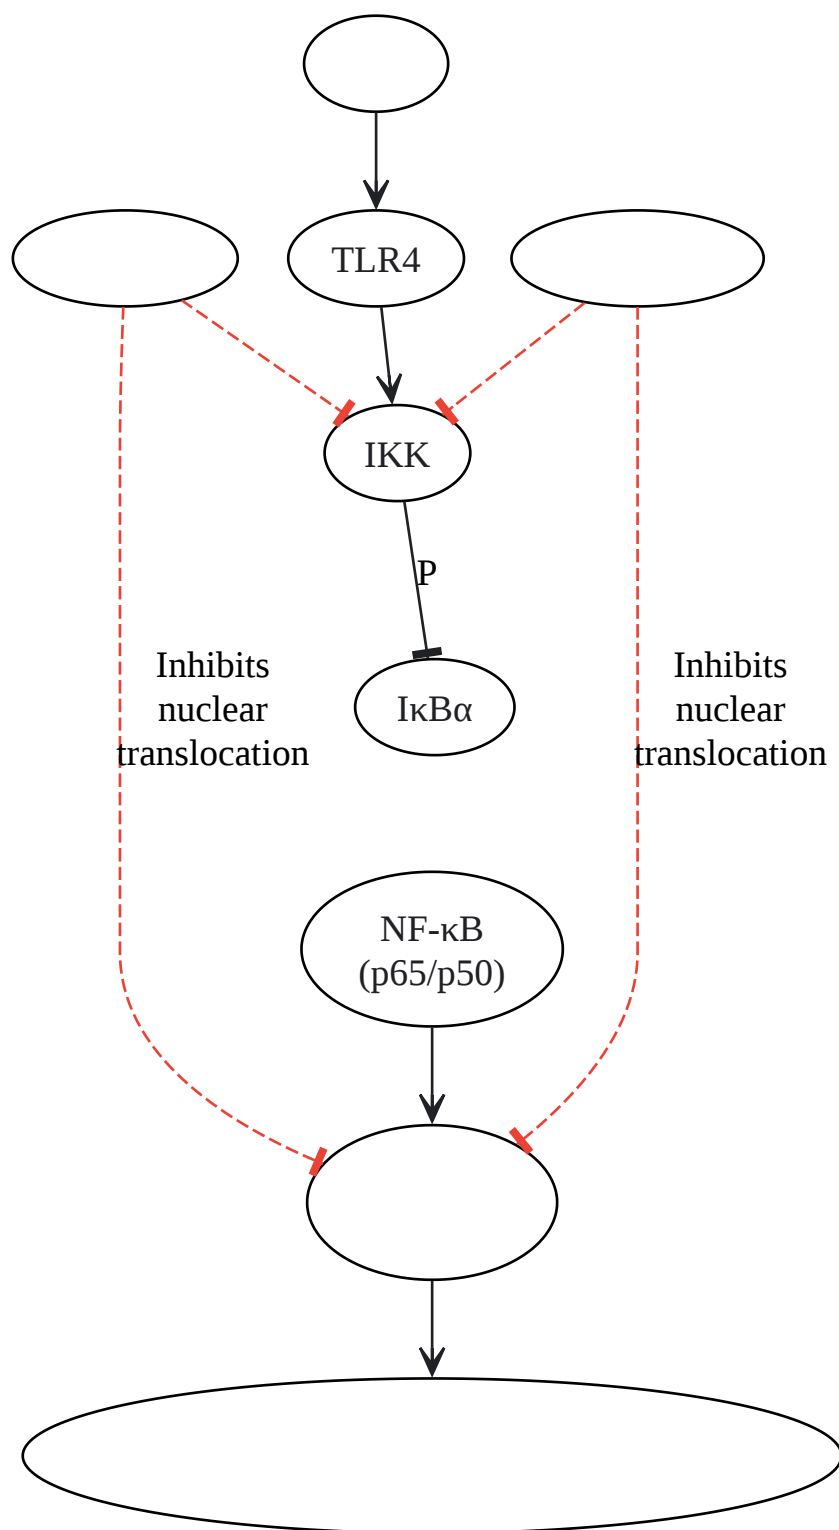 TLR4
IKK
P
Inhibits
nuclear
translocation
Inhibits
nuclear
translocation
IκBα
NF-κB
(p65/p50)